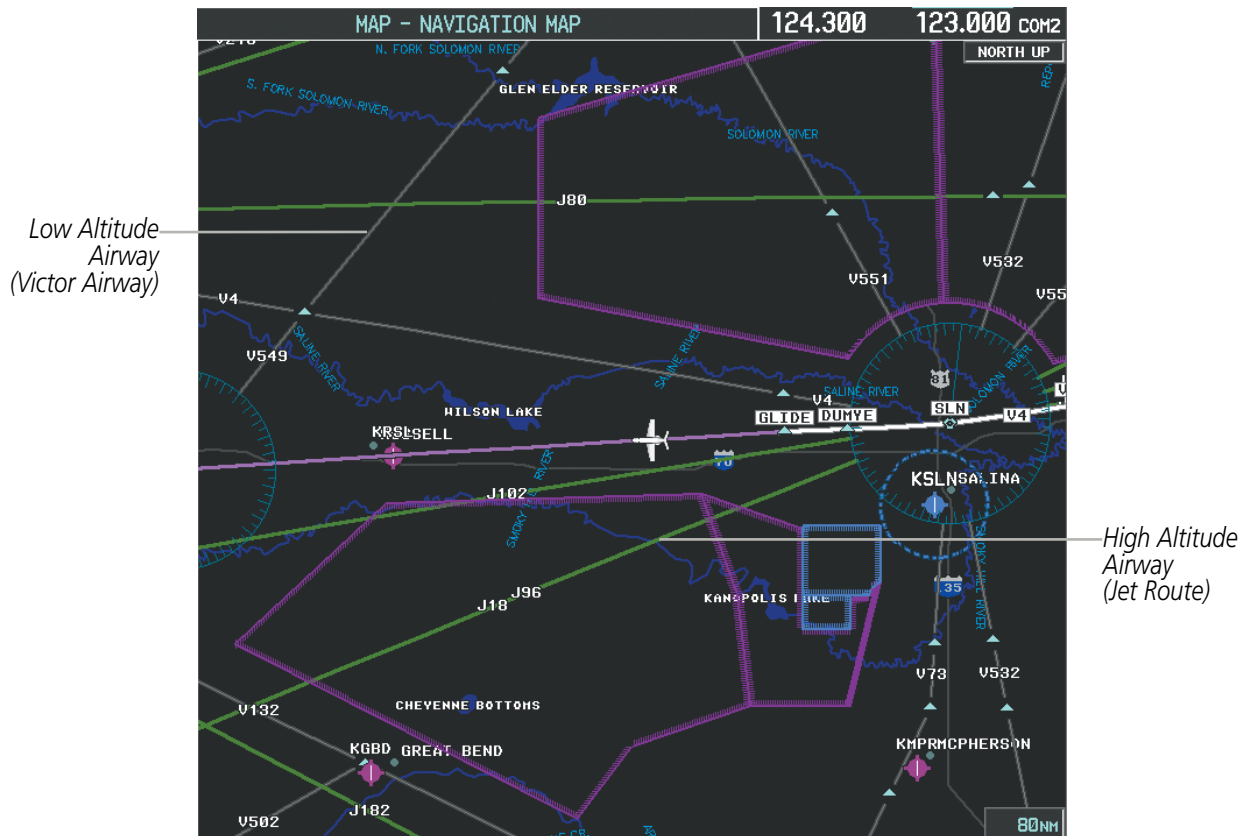 MAP - NAVIGATION MAP
124.300
123.000 COM2
NORTH UP
N. FORK SOLOMON RIVER
S. FORK SOLOMON RIVER
GLEN ELDER RESERVOIR
SOLOMON RIVER
J80
Low Altitude
Airway
(Victor Airway)
V551
V532
V4
V549
SALINE RIVER
SALINE RIVER
SALINE RIVER
SOLOMON RIVER
81
WILSON LAKE
V4
GLIDE
DUMYE
SLN
V4
KRSL
70
KSLN
SALINA
J102
High Altitude
Airway
(Jet Route)
J96
J18
KANOPOLIS LAKE
135
SMOKY HILL RIVER
V73
V532
V132
CHEYENNE BOTTOMS
KGBD
GREAT BEND
KMPR
MCPHERSON
J182
V502
80NM